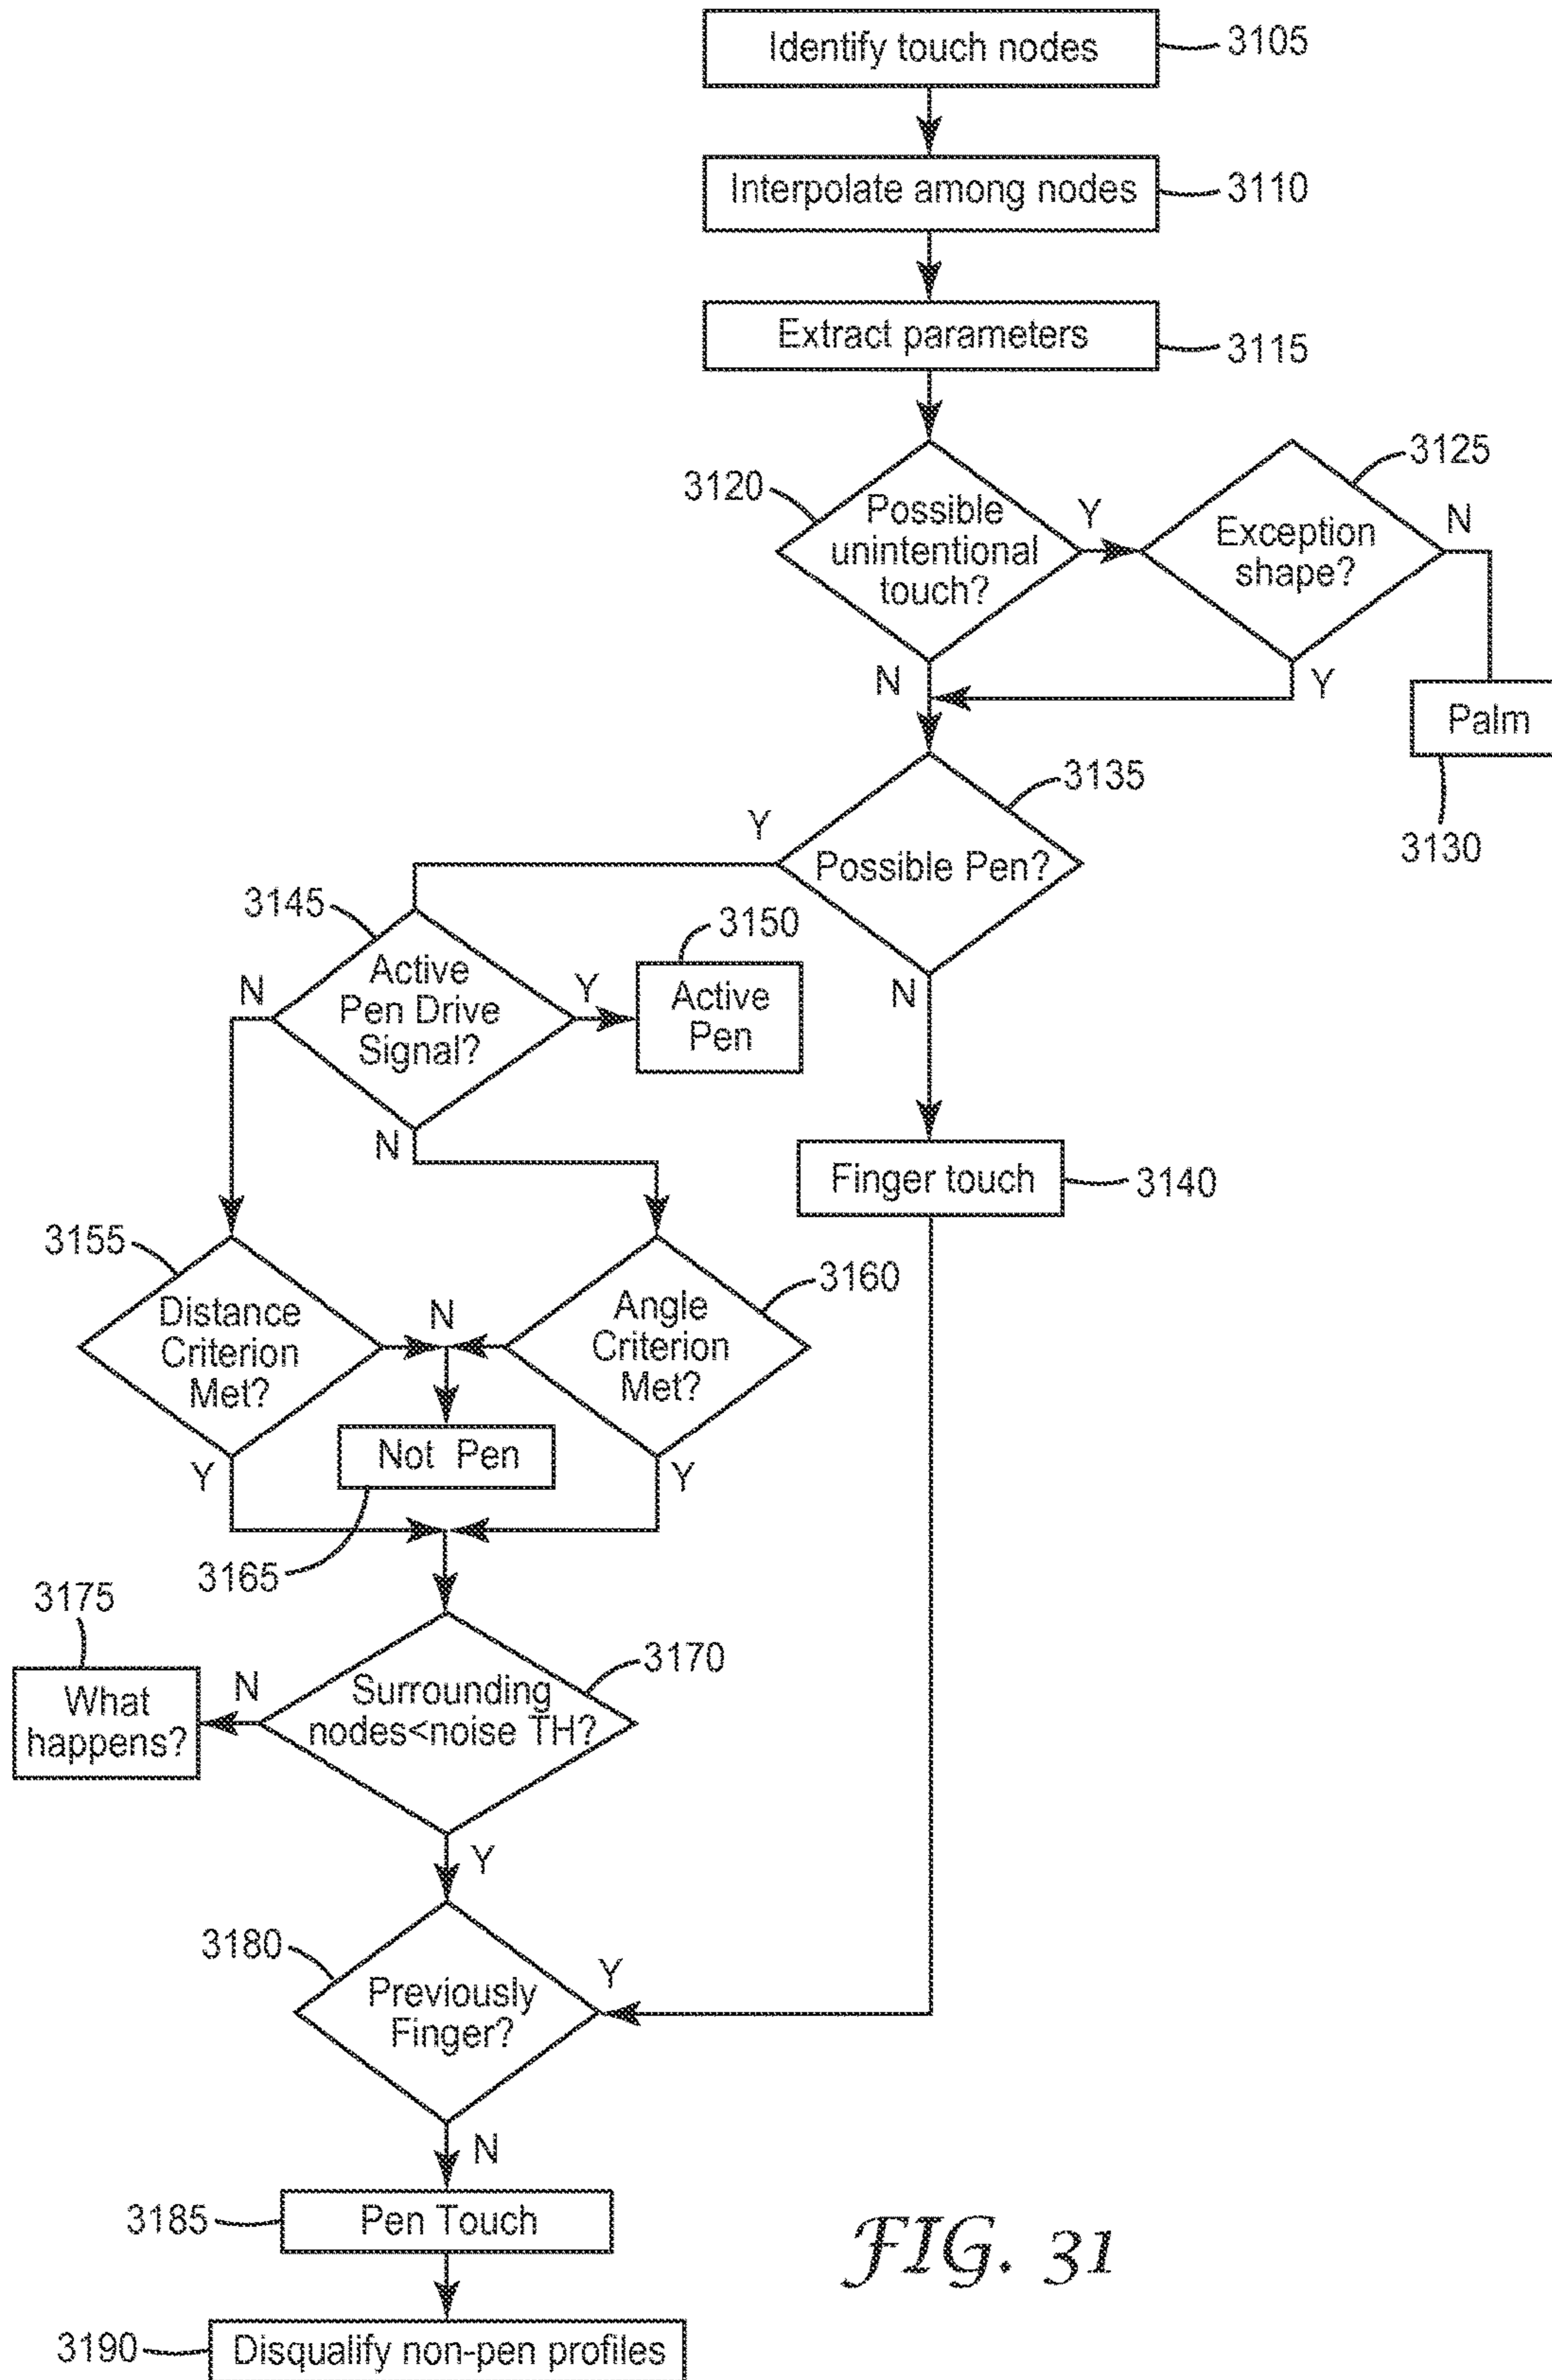 Identify touch nodes
3105
Interpolate among nodes
3110
Extract parameters
3115
3120
Possible
unintentional
touch?
Y
N
3125
Exception
shape?
N
Y
Palm
3130
3135
Possible Pen?
Y
N
3145
Active
Pen Drive
Signal?
N
Y
N
3150
Active
Pen
Finger touch
3140
3155
Distance
Criterion
Met?
N
Y
3160
Angle
Criterion
Met?
Y
Not Pen
3165
3175
What
happens?
N
3170
Surrounding
nodes<noise TH?
Y
3180
Previously
Finger?
Y
N
3185
Pen Touch
3190
Disqualify non-pen profiles
FIG. 31